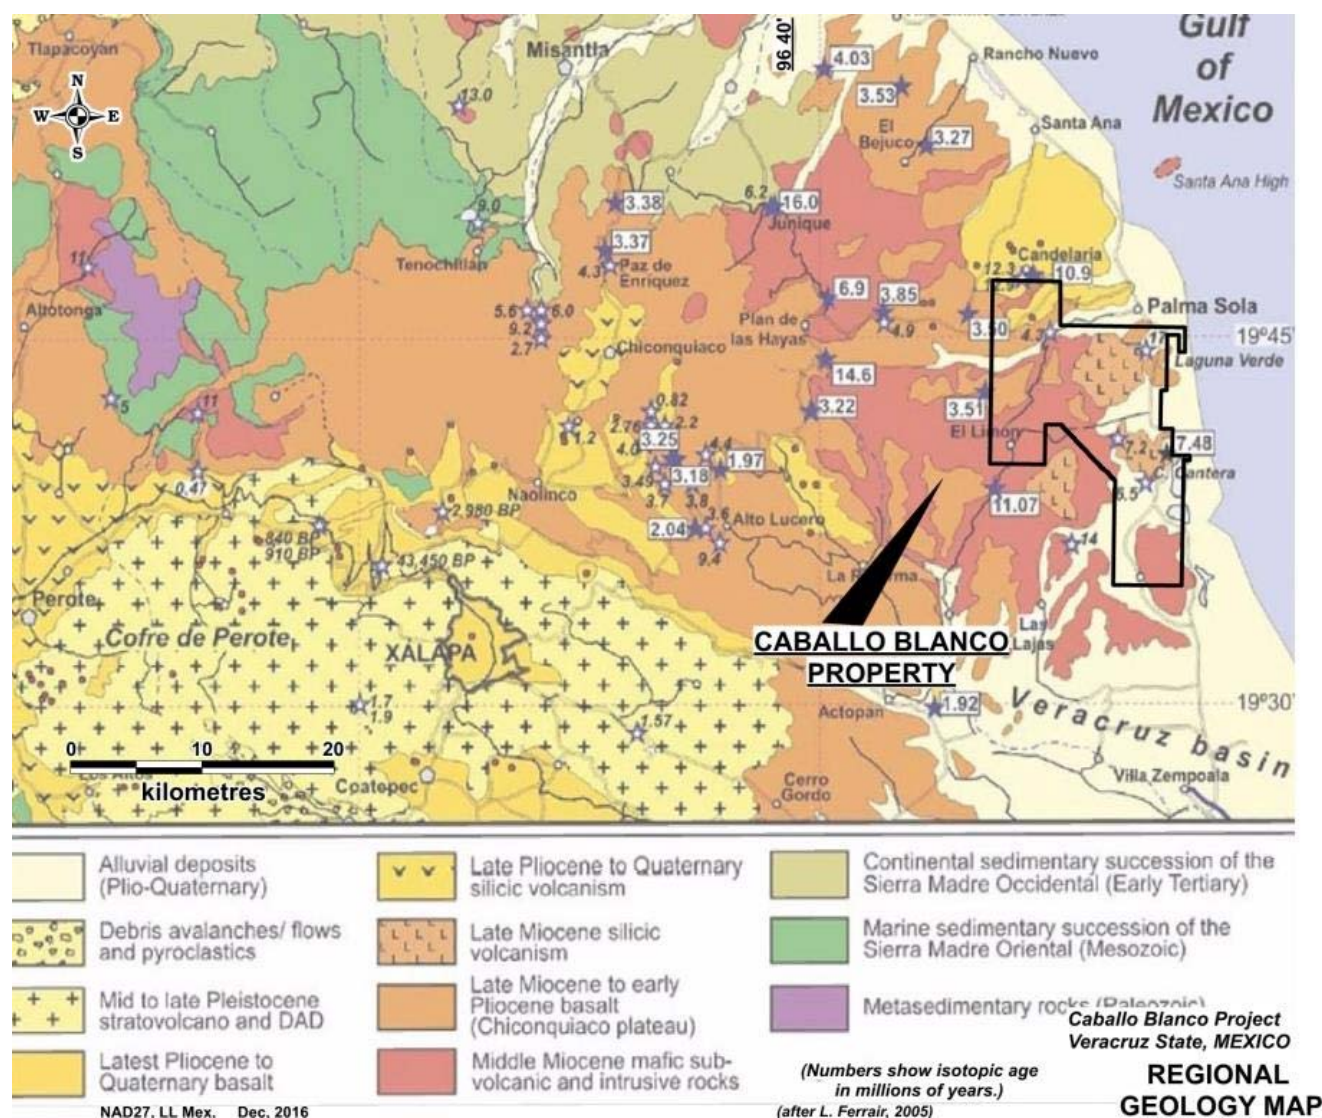 Gulf
of
Mexico
96 40'
Tlapacoyan
Misantla
Rancho Nuevo
4.03
3.53
13.0
El
Bejuco
3.27
Santa Ana
Santa Ana High
N
W E
S
9.0
Tenochitlan
3.38
6.2
16.0
Junique
3.37
4.3
Paz de
Enriquez
Candelaria
12.3
10.9
11
Altotonga
5.6
6.0
9.2
2.7
Chiconquiaco
6.9
3.85
4.9
Plan de
las Hayas
3.50
Palma Sola
17
19º45'
Laguna Verde
14.6
5
11
0.82
2.76
2.2
1.2
3.25
4.0
4.4
3.22
3.51
El Limon
7.2
7.48
C. Cantera
3.49
3.18
1.97
3.7
3.8
3.6
6.5
11.07
0.47
Naolinco
2,980 BP
840 BP
910 BP
2.04
Alto Lucero
9.4
14
43,450 BP
Perote
Cofre de Perote
XALAPA
Las
Lajas
CABALLO BLANCO
PROPERTY
1.7
1.9
1.57
Actopan
1.92
19º30'
Veracruz basin
0 10 20
kilometres
Cpatepec
Cerro
Gordo
Villa Zempoala
Alluvial deposits
(Plio-Quaternary)
Debris avalanches/ flows
and pyroclastics
Mid to late Pleistocene
stratovolcano and DAD
Latest Pliocene to
Quaternary basalt
Late Pliocene to Quaternary
silicic volcanism
Late Miocene silicic
volcanism
Late Miocene to early
Pliocene basalt
(Chiconquiaco plateau)
Middle Miocene mafic sub-
volcanic and intrusive rocks
Continental sedimentary succession of the
Sierra Madre Occidental (Early Tertiary)
Marine sedimentary succession of the
Sierra Madre Oriental (Mesozoic)
Metasedimentary rocks (Paleozoic)
Caballo Blanco Project
Veracruz State, MEXICO
REGIONAL
GEOLOGY MAP
(Numbers show isotopic age
in millions of years.)
(after L. Ferrair, 2005)
NAD27, LL Mex. Dec. 2016